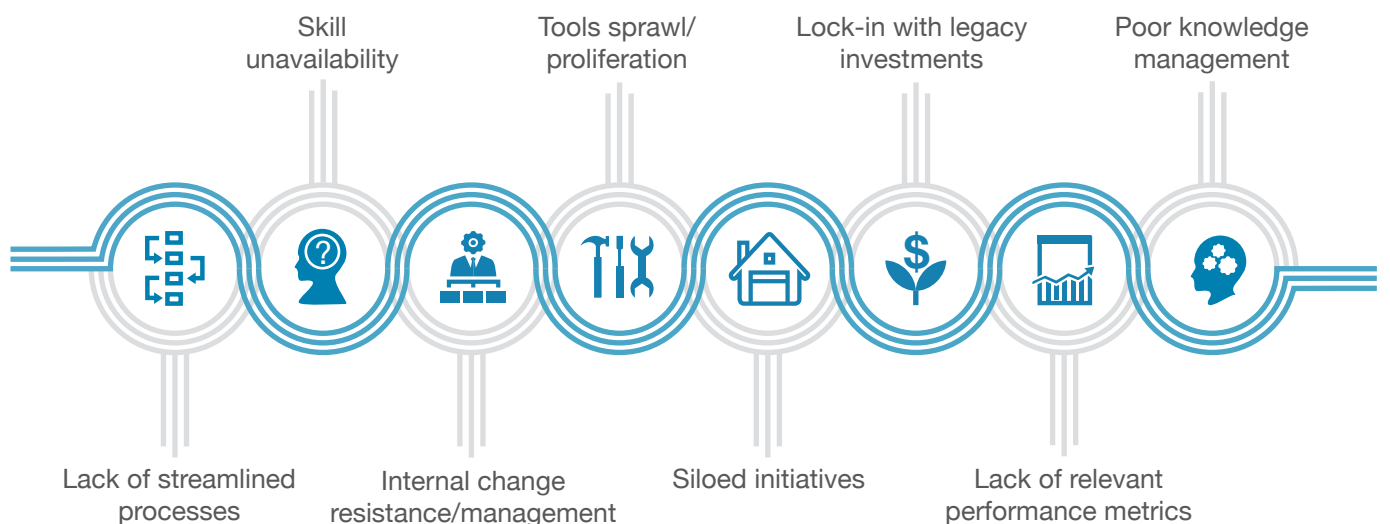 Skill
unavailability
Tools sprawl/
proliferation
Lock-in with legacy
investments
Poor knowledge
management
?
$
Lack of streamlined
processes
Internal change
resistance/management
Siloed initiatives
Lack of relevant
performance metrics